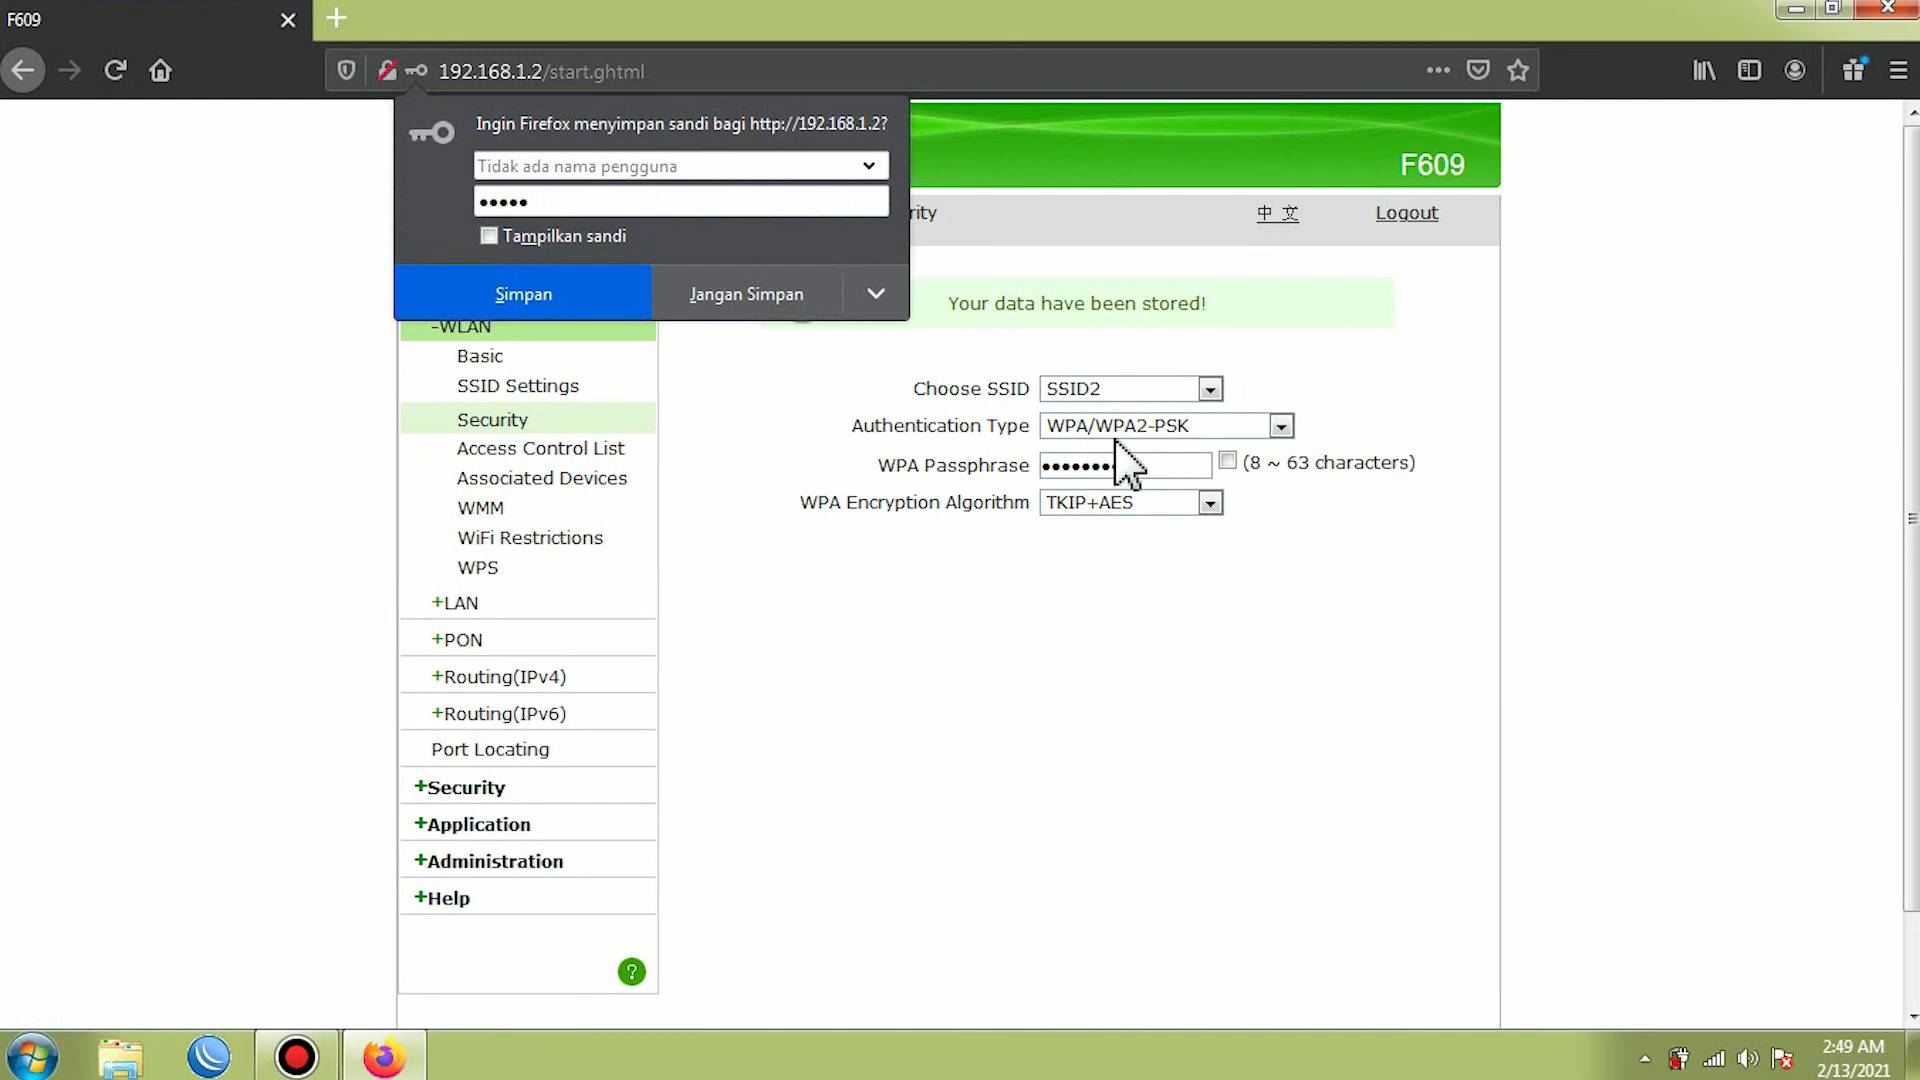 F609
192.168.1.2/start.ghtml
Ingin Firefox menyimpan sandi bagi http://192.168.1.2?
Tidak ada nama pengguna
•••••
Tampilkan sandi
Simpan
Jangan Simpan
F609
rity
中 文
Logout
Your data have been stored!
-WLAN
Basic
SSID Settings
Security
Access Control List
Associated Devices
WMM
WiFi Restrictions
WPS
+LAN
+PON
+Routing(IPv4)
+Routing(IPv6)
Port Locating
+Security
+Application
+Administration
+Help
?
Choose SSID SSID2
Authentication Type WPA/WPA2-PSK
WPA Passphrase •••••••• (8 ~ 63 characters)
WPA Encryption Algorithm TKIP+AES
2:49 AM
2/13/2021